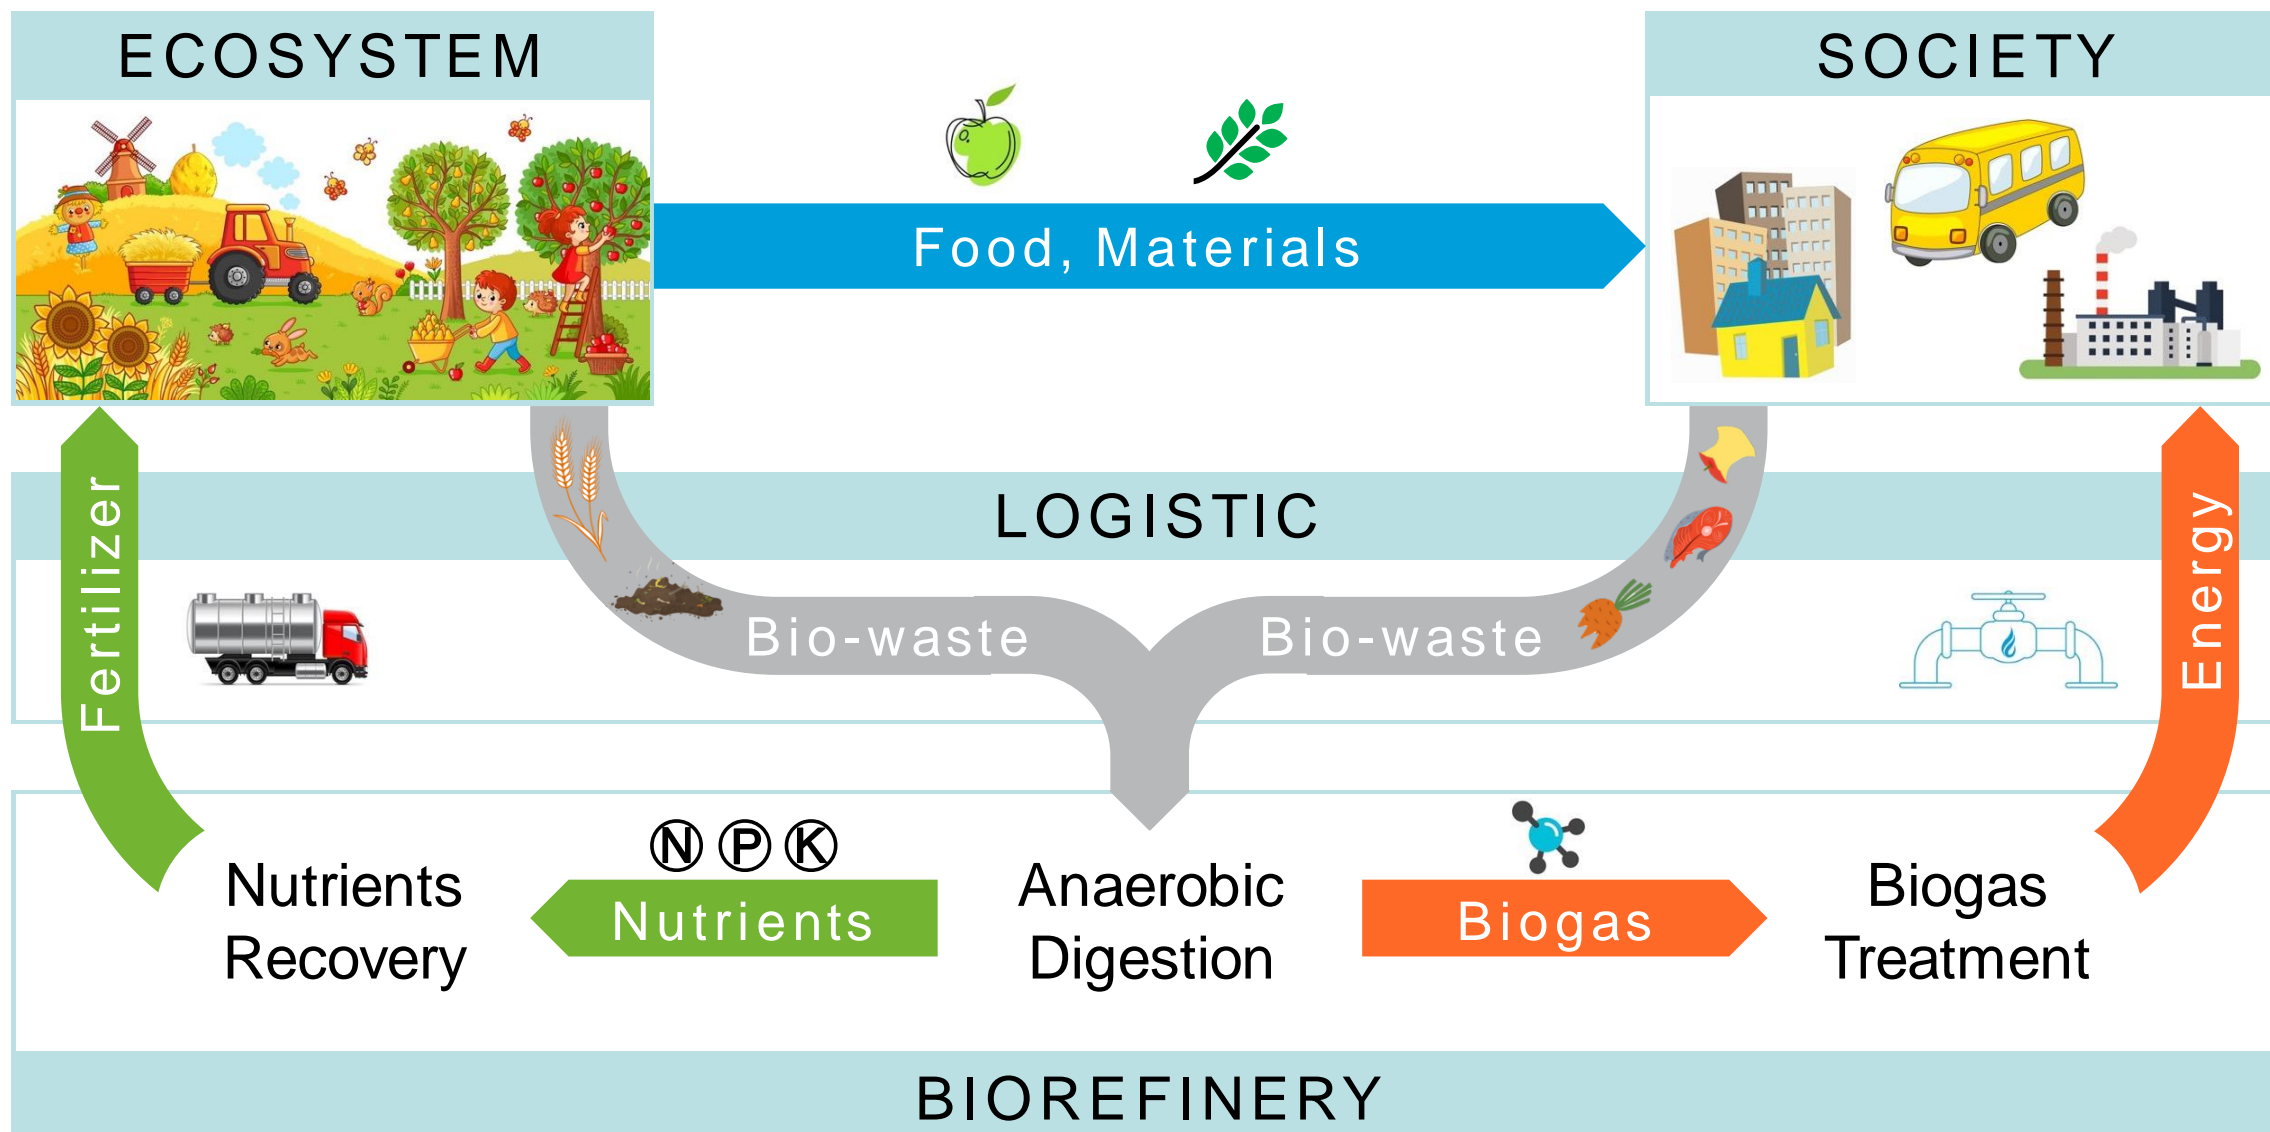 ECOSYSTEM
SOCIETY
Food, Materials
LOGISTIC
Fertilizer
Energy
Bio-waste
Bio-waste
N P K
Nutrients
Recovery
Nutrients
Anaerobic
Digestion
Biogas
Biogas
Treatment
BIOREFINERY